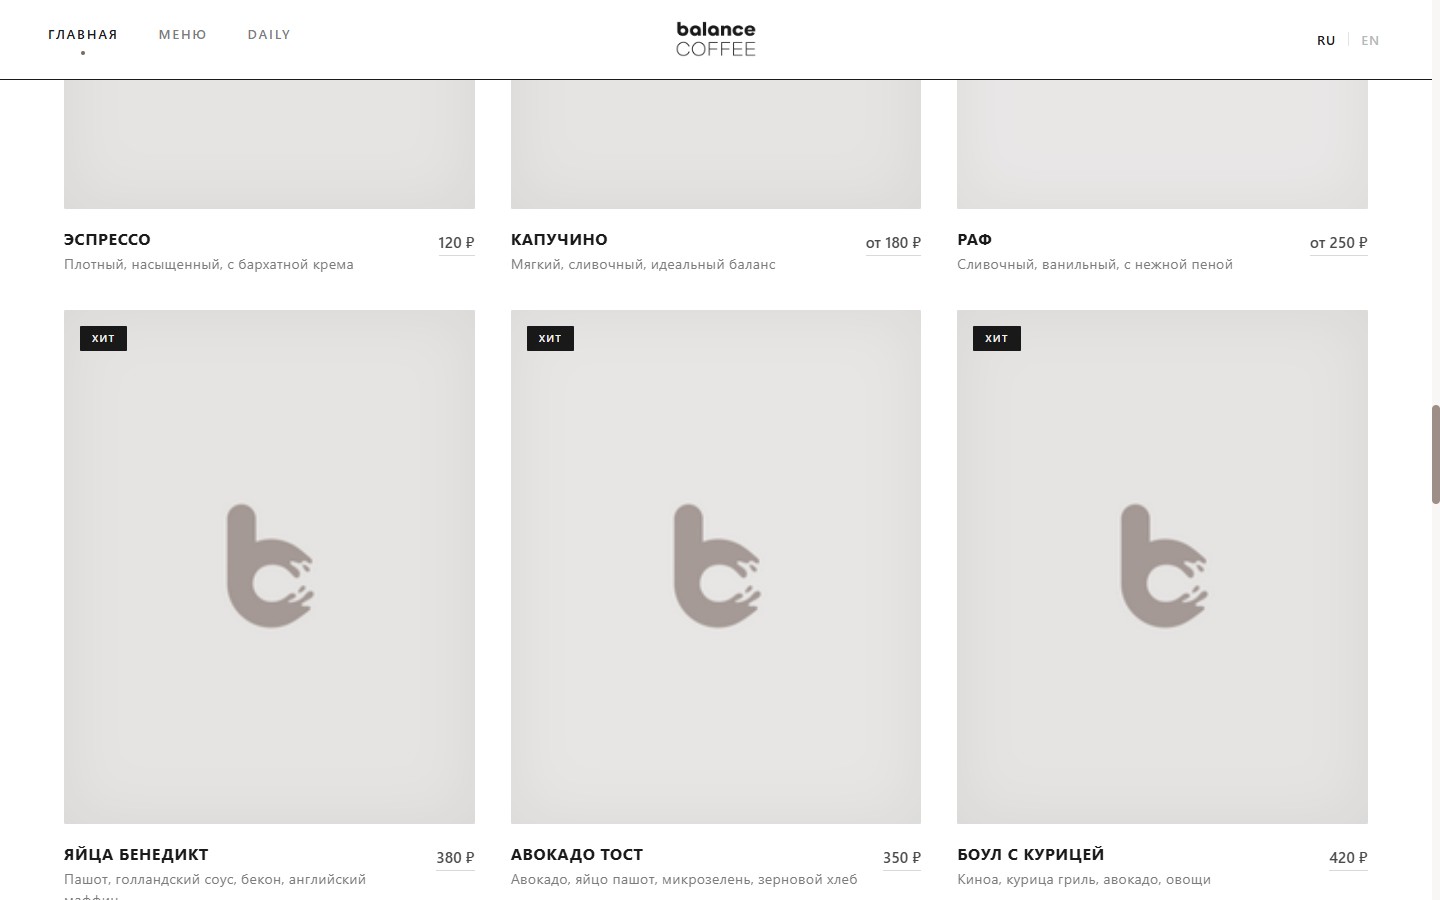 ГЛАВНАЯ МЕНЮ DAILY
balance
COFFEE
RU EN
ЭСПРЕССО 120 ₽
Плотный, насыщенный, с бархатной крема
КАПУЧИНО от 180 ₽
Мягкий, сливочный, идеальный баланс
РАФ от 250 ₽
Сливочный, ванильный, с нежной пеной
ХИТ
ХИТ
ХИТ
ЯЙЦА БЕНЕДИКТ 380 ₽
Пашот, голландский соус, бекон, английский
маффин
АВОКАДО ТОСТ 350 ₽
Авокадо, яйцо пашот, микрозелень, зерновой хлеб
БОУЛ С КУРИЦЕЙ 420 ₽
Киноа, курица гриль, авокадо, овощи